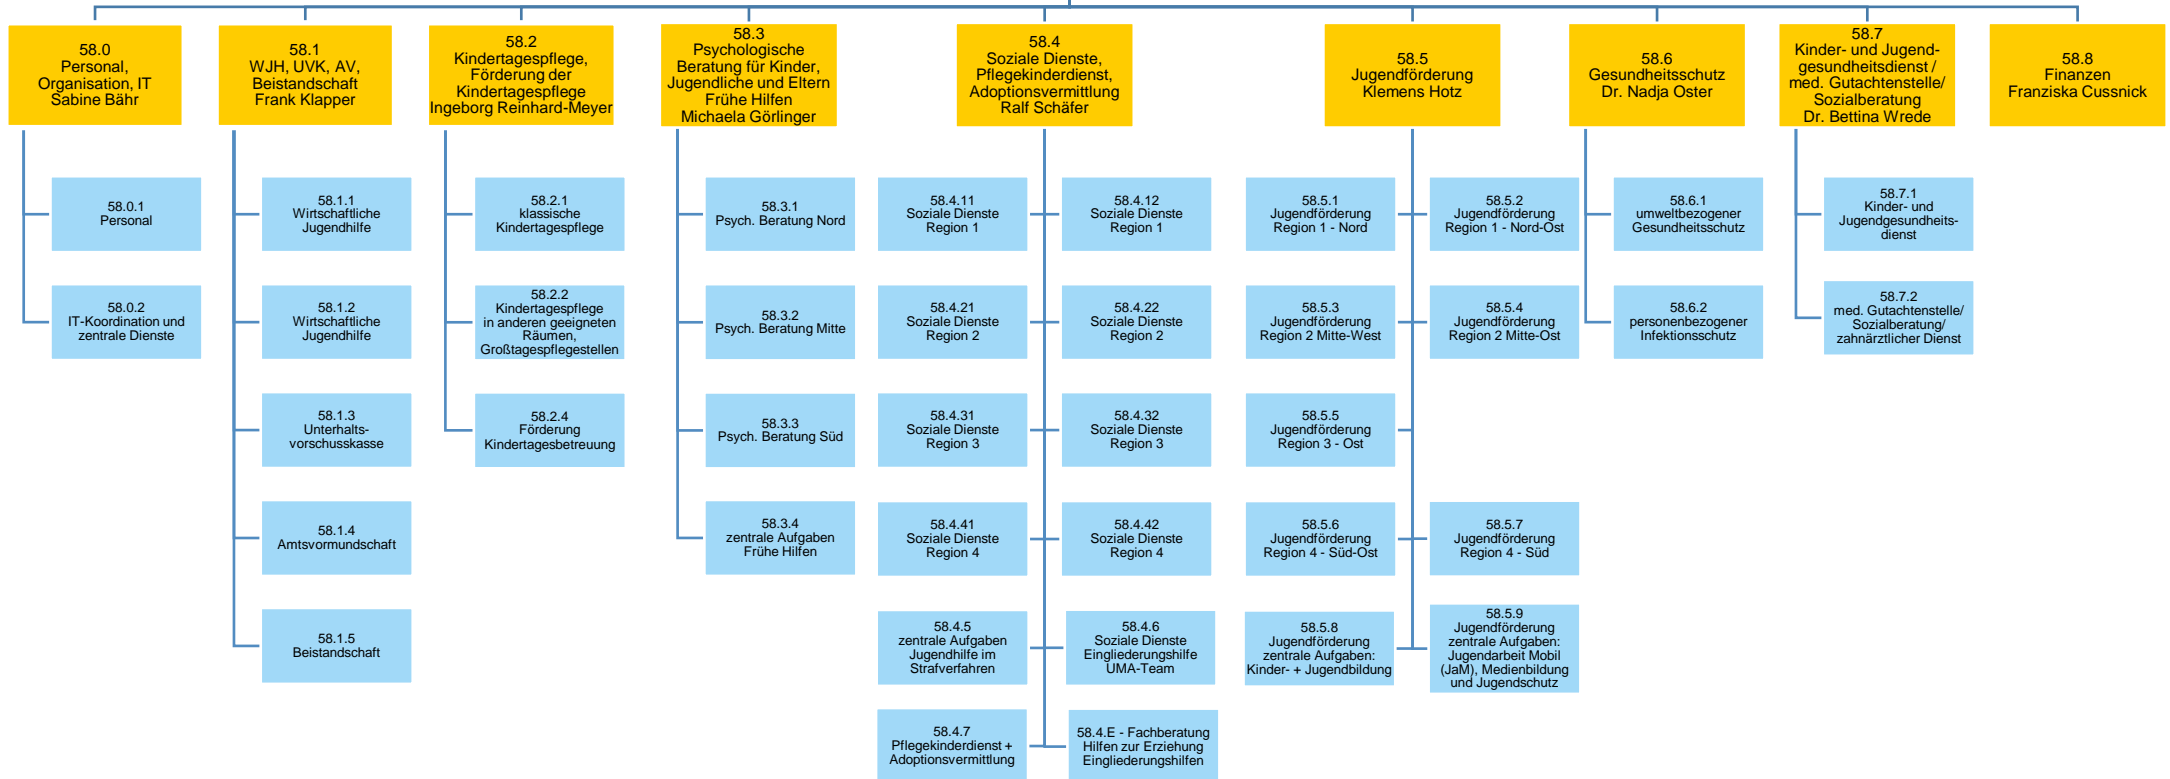 58.0
Personal,
Organisation, IT
Sabine Bähr
58.1
WJH, UVK, AV,
Beistandschaft
Frank Klapper
58.2
Kindertagespflege,
Förderung der
Kindertagespflege
Ingeborg Reinhard-Meyer
58.3
Psychologische
Beratung für Kinder,
Jugendliche und Eltern
Frühe Hilfen
Michaela Görlinger
58.4
Soziale Dienste,
Pflegekinderdienst,
Adoptionsvermittlung
Ralf Schäfer
58.5
Jugendförderung
Klemens Hotz
58.6
Gesundheitsschutz
Dr. Nadja Oster
58.7
Kinder- und Jugend-
gesundheitsdienst /
med. Gutachtenstelle/
Sozialberatung
Dr. Bettina Wrede
58.8
Finanzen
Franziska Cussnick
58.0.1
Personal
58.0.2
IT-Koordination und
zentrale Dienste
58.1.1
Wirtschaftliche
Jugendhilfe
58.1.2
Wirtschaftliche
Jugendhilfe
58.1.3
Unterhalts-
vorschusskasse
58.1.4
Amtsvormundschaft
58.1.5
Beistandschaft
58.2.1
klassische
Kindertagespflege
58.2.2
Kindertagespflege
in anderen geeigneten
Räumen,
Großtagespflegestellen
58.2.4
Förderung
Kindertagesbetreuung
58.3.1
Psych. Beratung Nord
58.3.2
Psych. Beratung Mitte
58.3.3
Psych. Beratung Süd
58.3.4
zentrale Aufgaben
Frühe Hilfen
58.4.11
Soziale Dienste
Region 1
58.4.12
Soziale Dienste
Region 1
58.4.21
Soziale Dienste
Region 2
58.4.22
Soziale Dienste
Region 2
58.4.31
Soziale Dienste
Region 3
58.4.32
Soziale Dienste
Region 3
58.4.41
Soziale Dienste
Region 4
58.4.42
Soziale Dienste
Region 4
58.4.5
zentrale Aufgaben
Jugendhilfe im
Strafverfahren
58.4.6
Soziale Dienste
Eingliederungshilfe
UMA-Team
58.4.7
Pflegekinderdienst +
Adoptionsvermittlung
58.4.E - Fachberatung
Hilfen zur Erziehung
Eingliederungshilfen
58.5.1
Jugendförderung
Region 1 - Nord
58.5.2
Jugendförderung
Region 1 - Nord-Ost
58.5.3
Jugendförderung
Region 2 Mitte-West
58.5.4
Jugendförderung
Region 2 Mitte-Ost
58.5.5
Jugendförderung
Region 3 - Ost
58.5.6
Jugendförderung
Region 4 - Süd-Ost
58.5.7
Jugendförderung
Region 4 - Süd
58.5.8
Jugendförderung
zentrale Aufgaben:
Kinder- + Jugendbildung
58.5.9
Jugendförderung
zentrale Aufgaben:
Jugendarbeit Mobil
(JaM), Medienbildung
und Jugendschutz
58.6.1
umweltbezogener
Gesundheitsschutz
58.6.2
personenbezogener
Infektionsschutz
58.7.1
Kinder- und
Jugendgesundheits-
dienst
58.7.2
med. Gutachtenstelle/
Sozialberatung/
zahnärztlicher Dienst